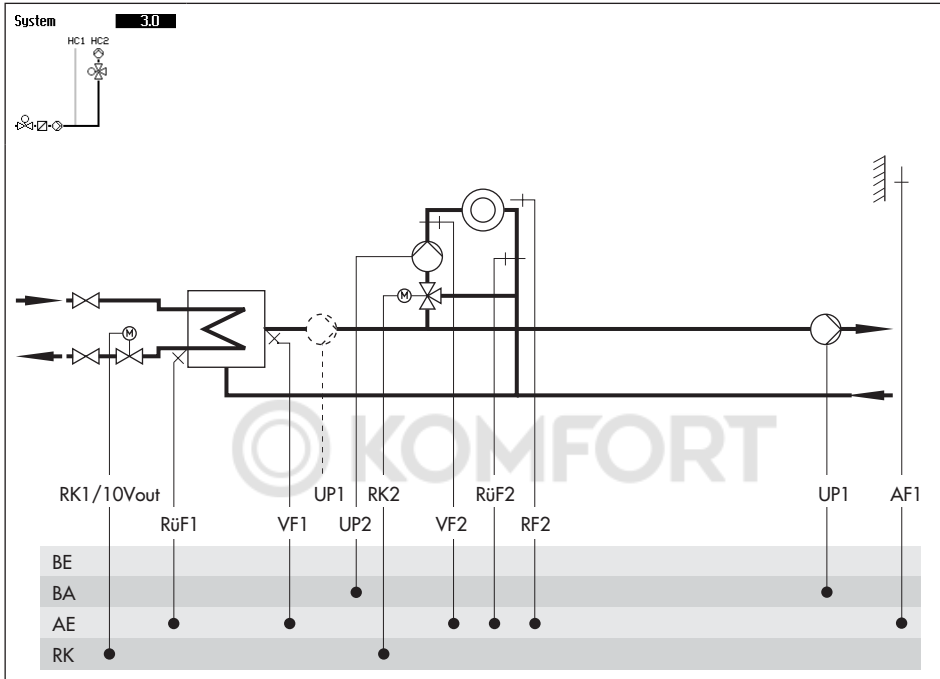 System 3.0
HC1 HC2
M
M
KOMFORT
RK1/10Vout UP1 RK2 RüF2 UP1 AF1
RüF1 VF1 UP2 VF2 RF2
BE
BA
AE
RK